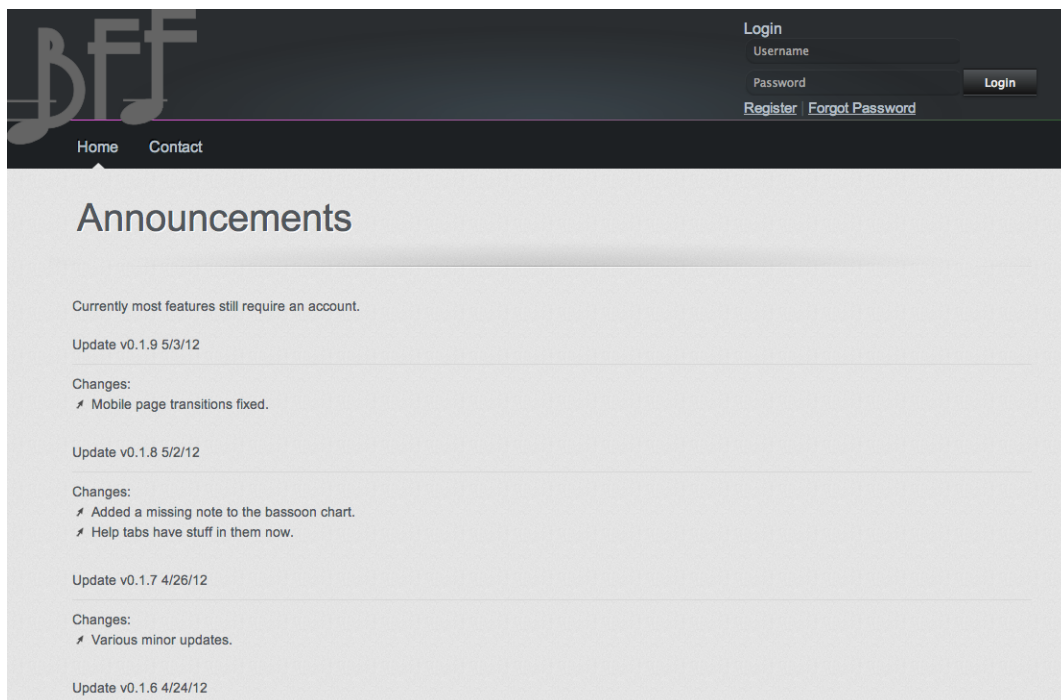 BFF
Login
Username
Password
Login
Register | Forgot Password
Home Contact
Announcements
Currently most features still require an account.
Update v0.1.9 5/3/12
Changes:
Mobile page transitions fixed.
Update v0.1.8 5/2/12
Changes:
Added a missing note to the bassoon chart.
Help tabs have stuff in them now.
Update v0.1.7 4/26/12
Changes:
Various minor updates.
Update v0.1.6 4/24/12